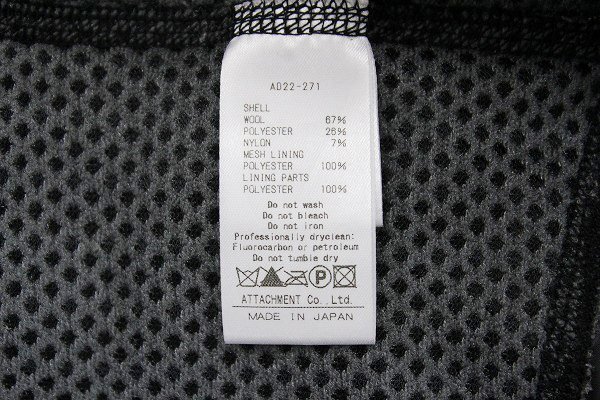 AD22-271
SHELL
WOOL 67%
POLYESTER 26%
NYLON 7%
MESH LINING
POLYESTER 100%
LINING PARTS
POLYESTER 100%
Do not wash
Do not bleach
Do not iron
Professionally dryclean:
Fluorocarbon or petroleum
Do not tumble dry
P
ATTACHMENT Co., Ltd.
MADE IN JAPAN